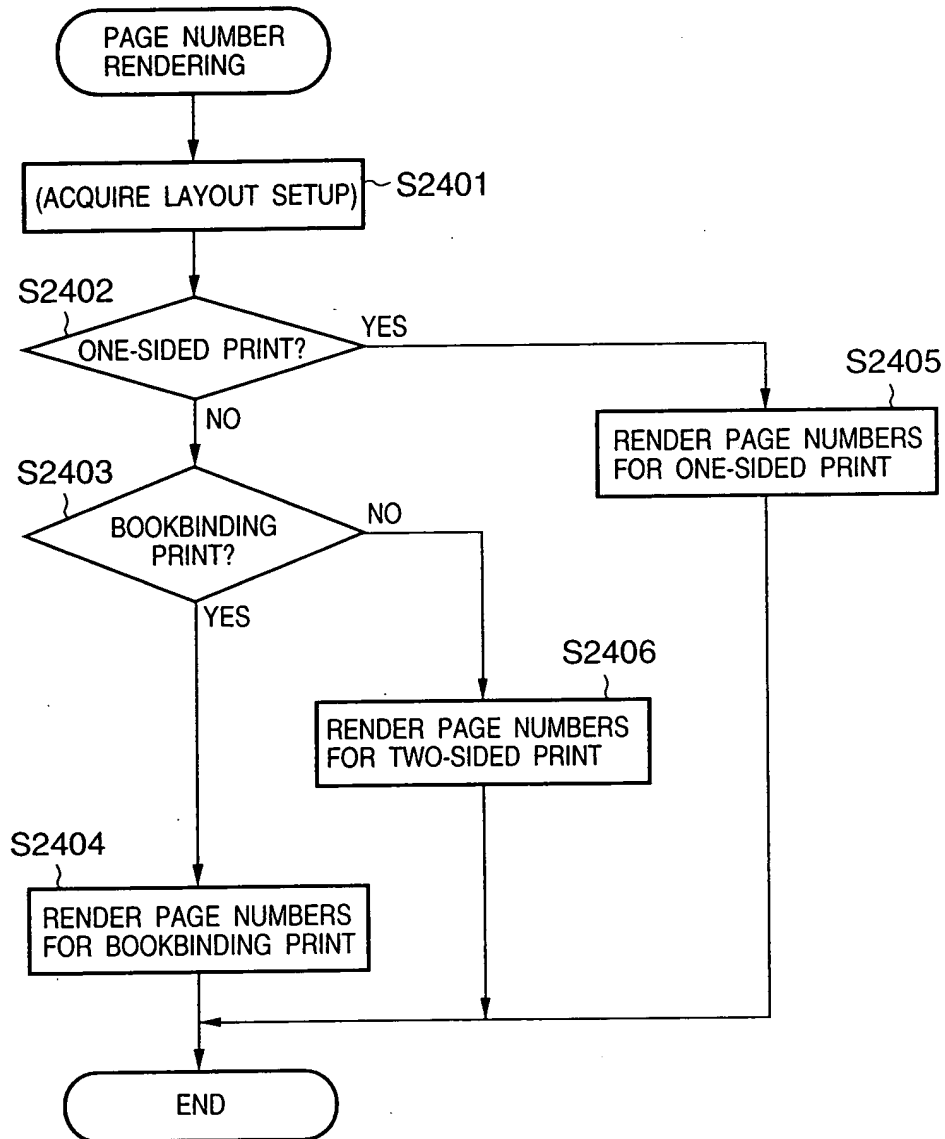 PAGE NUMBER
RENDERING
(ACQUIRE LAYOUT SETUP)
S2401
S2402
ONE-SIDED PRINT?
YES
NO
S2405
RENDER PAGE NUMBERS
FOR ONE-SIDED PRINT
S2403
BOOKBINDING
PRINT?
NO
YES
S2406
RENDER PAGE NUMBERS
FOR TWO-SIDED PRINT
S2404
RENDER PAGE NUMBERS
FOR BOOKBINDING PRINT
END